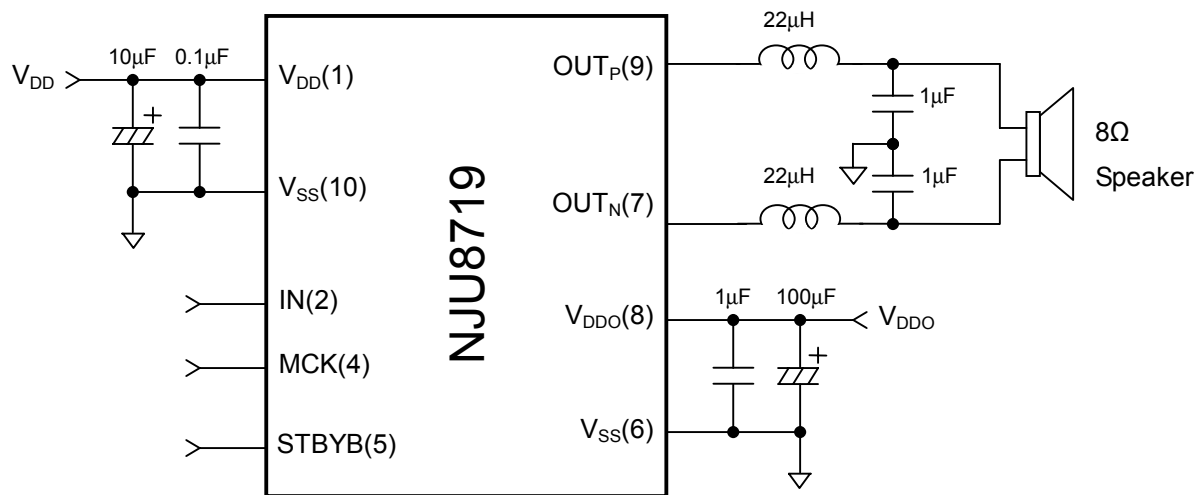 22μH
10μF 0.1μF
V_DD
V_DD(1)
OUT_P(9)
1μF
+
8Ω
Speaker
V_SS(10)
22μH
1μF
OUT_N(7)
NJU8719
IN(2)
1μF 100μF
V_DDO(8)
V_DDO
MCK(4)
+
V_SS(6)
STBYB(5)